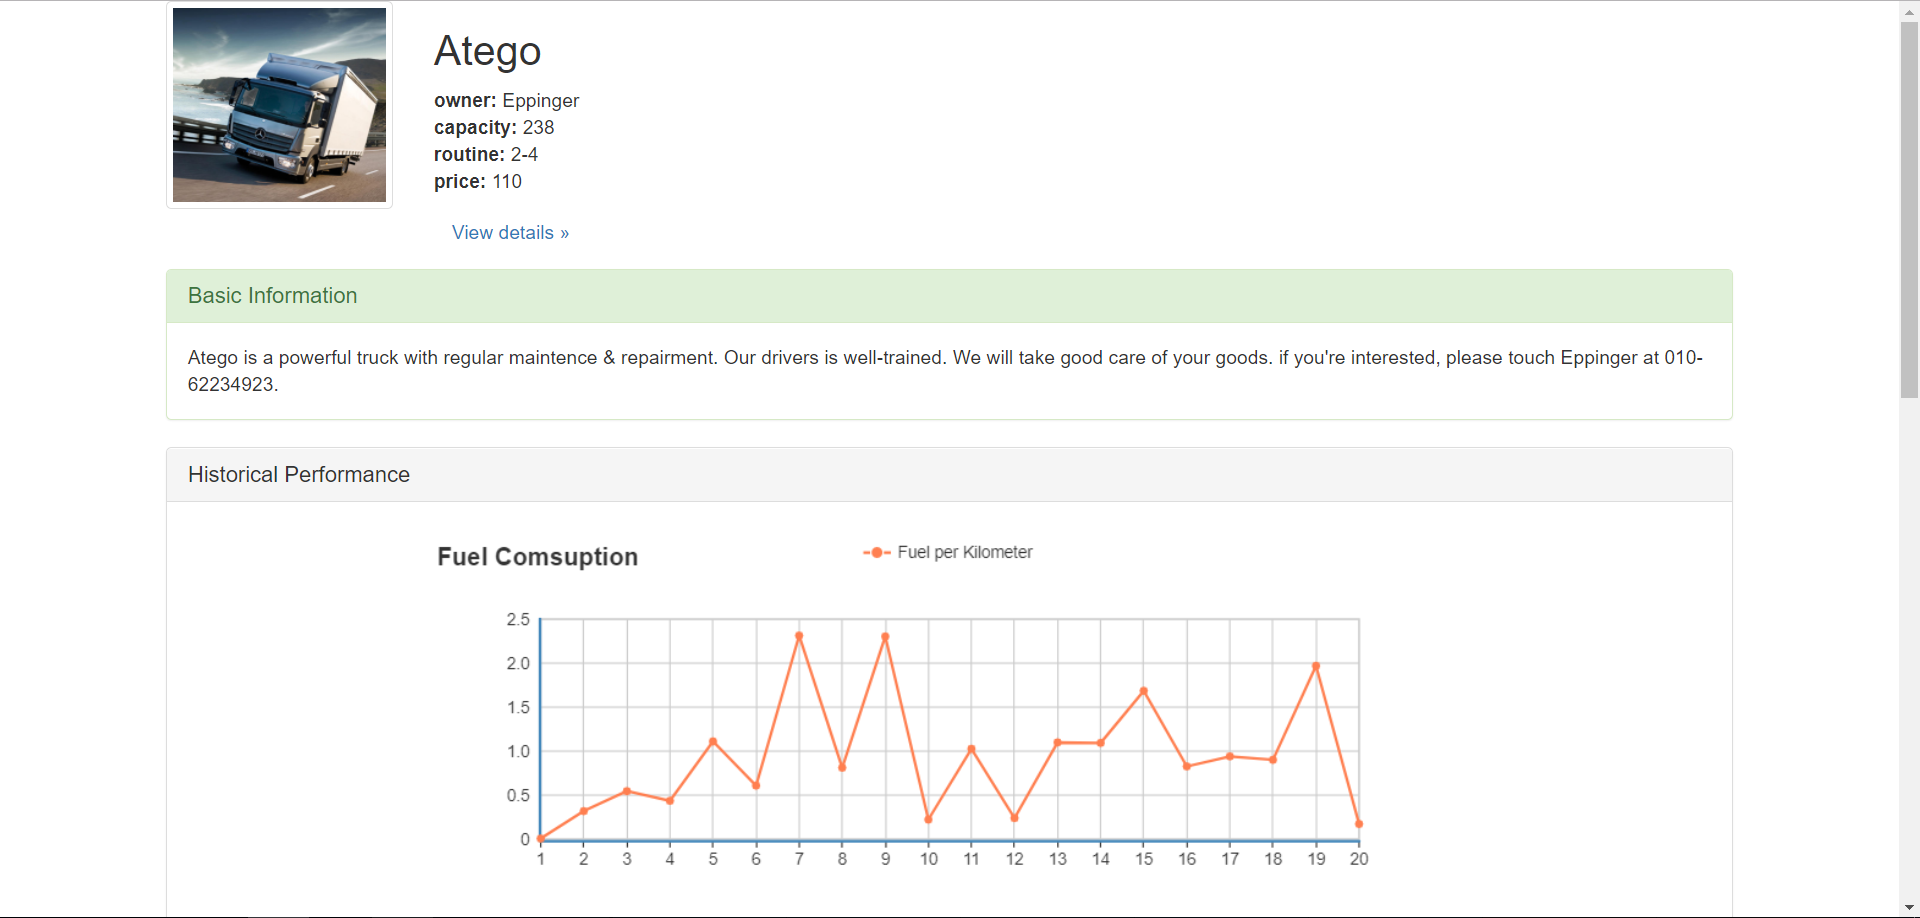 Atego
owner: Eppinger
capacity: 238
routine: 2-4
price: 110
View details »
Basic Information
Atego is a powerful truck with regular maintence & repairment. Our drivers is well-trained. We will take good care of your goods. if you're interested, please touch Eppinger at 010-
62234923.
Historical Performance
Fuel Comsuption
Fuel per Kilometer
2.5
2.0
1.5
1.0
0.5
0
1 2 3 4 5 6 7 8 9 10 11 12 13 14 15 16 17 18 19 20